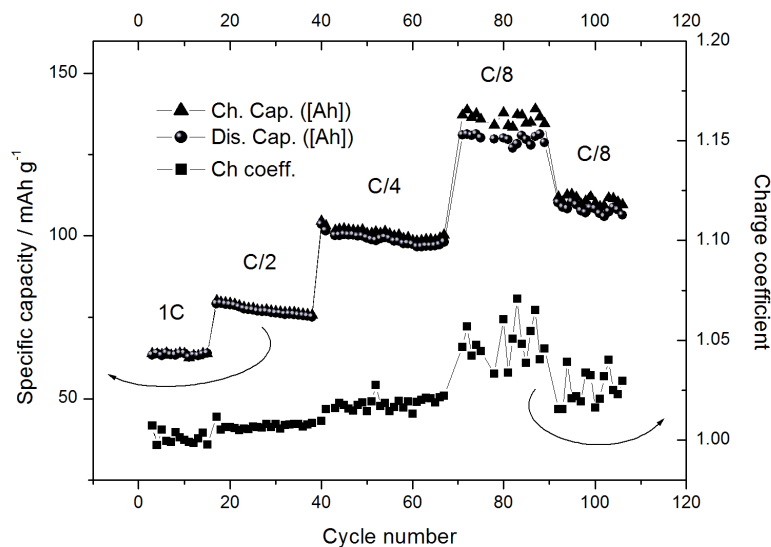 0 20 40 60 80 100 120
1.20
150
C/8
Ch. Cap. ([Ah])
Dis. Cap. ([Ah])
Ch coeff.
1.15
C/8
C/4
100
1.10
C/2
1C
1.05
50
1.00
-20 0 20 40 60 80 100 120
Specific capacity / mAh g⁻¹
Charge coefficient
Cycle number